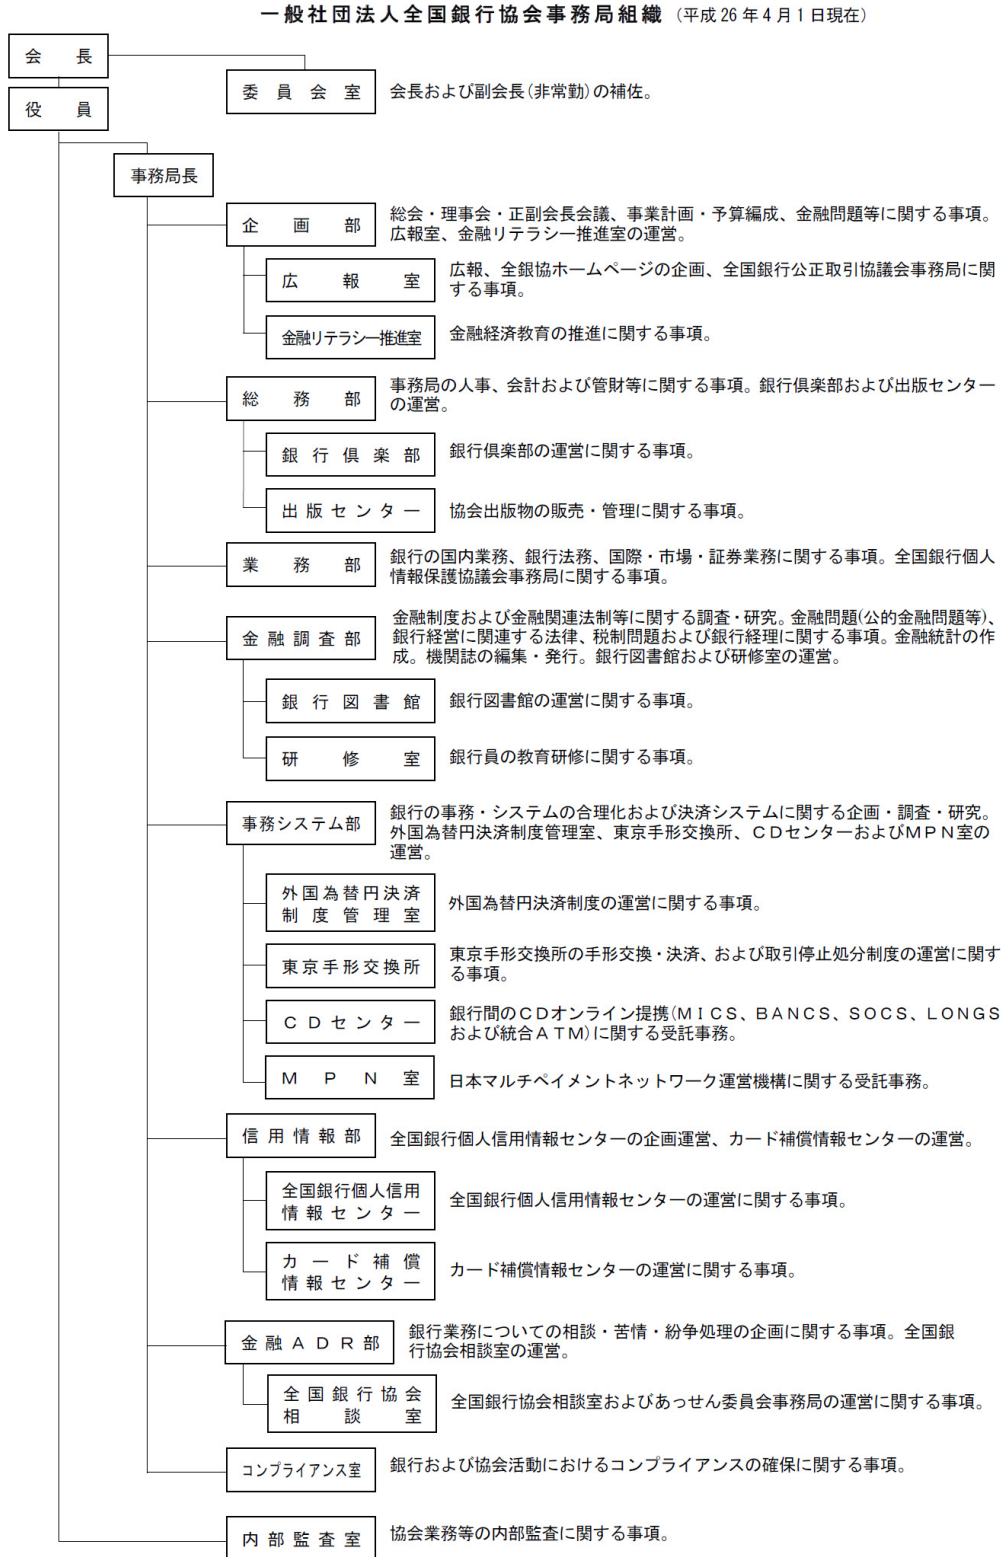 一般社団法人全国銀行協会事務局組織（平成26年4月1日現在）
会長
委員会室
会長および副会長（非常勤）の補佐。
役員
事務局長
企画部
総会・理事会・正副会長会議、事業計画・予算編成、金融問題等に関する事項。
広報室、金融リテラシー推進室の運営。
広報室
広報、全銀協ホームページの企画、全国銀行公正取引協議会事務局に関
する事項。
金融リテラシー推進室
金融経済教育の推進に関する事項。
総務部
事務局の人事、会計および管財等に関する事項。銀行倶楽部および出版センター
の運営。
銀行倶楽部
銀行倶楽部の運営に関する事項。
出版センター
協会出版物の販売・管理に関する事項。
業務部
銀行の国内業務、銀行法務、国際・市場・証券業務に関する事項。全国銀行個人
情報保護協議会事務局に関する事項。
金融調査部
金融制度および金融関連法制等に関する調査・研究。金融問題(公的金融問題等)、
銀行経営に関連する法律、税制問題および銀行経理に関する事項。金融統計の作
成。機関誌の編集・発行。銀行図書館および研修室の運営。
銀行図書館
銀行図書館の運営に関する事項。
研修室
銀行員の教育研修に関する事項。
事務システム部
銀行の事務・システムの合理化および決済システムに関する企画・調査・研究。
外国為替円決済制度管理室、東京手形交換所、ＣＤセンターおよびＭＰＮ室の
運営。
外国為替円決済
制度管理室
外国為替円決済制度の運営に関する事項。
東京手形交換所
東京手形交換所の手形交換・決済、および取引停止処分制度の運営に関す
る事項。
ＣＤセンター
銀行間のＣＤオンライン提携（ＭＩＣＳ、ＢＡＮＣＳ、ＳＯＣＳ、ＬＯＮＧＳ
および統合ＡＴＭ）に関する受託事務。
ＭＰＮ室
日本マルチペイメントネットワーク運営機構に関する受託事務。
信用情報部
全国銀行個人信用情報センターの企画運営、カード補償情報センターの運営。
全国銀行個人信用
情報センター
全国銀行個人信用情報センターの運営に関する事項。
カード補償
情報センター
カード補償情報センターの運営に関する事項。
金融ＡＤＲ部
銀行業務についての相談・苦情・紛争処理の企画に関する事項。全国銀
行協会相談室の運営。
全国銀行協会
相談室
全国銀行協会相談室およびあっせん委員会事務局の運営に関する事項。
コンプライアンス室
銀行および協会活動におけるコンプライアンスの確保に関する事項。
内部監査室
協会業務等の内部監査に関する事項。